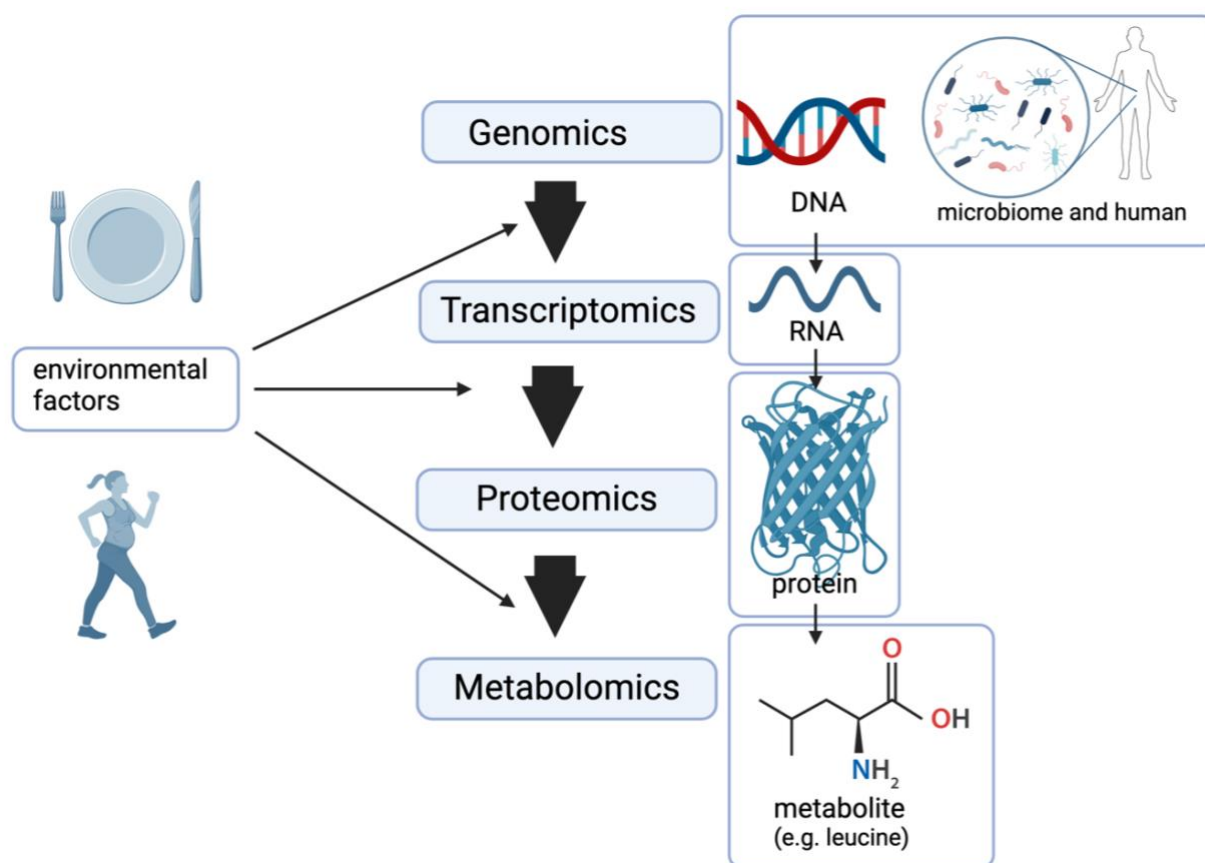 Genomics
DNA
microbiome and human
Transcriptomics
RNA
environmental
factors
Proteomics
protein
Metabolomics
O
OH
NH₂
metabolite
(e.g. leucine)